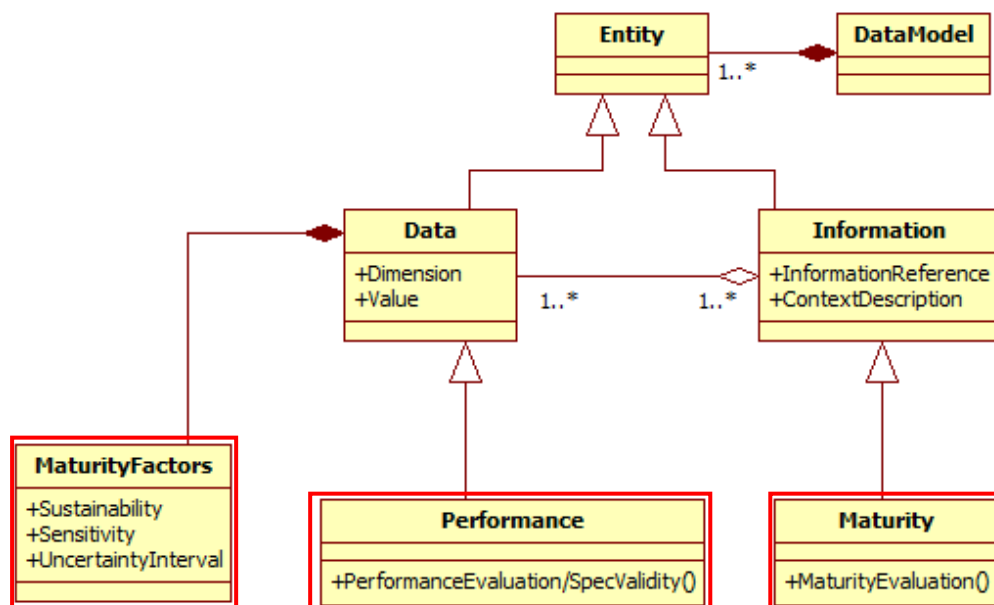 Entity
DataModel
1..*
Data
+Dimension
+Value
Information
+InformationReference
+ContextDescription
1..*
1..*
MaturityFactors
+Sustainability
+Sensitivity
+UncertaintyInterval
Performance
+PerformanceEvaluation/SpecValidity()
Maturity
+MaturityEvaluation()